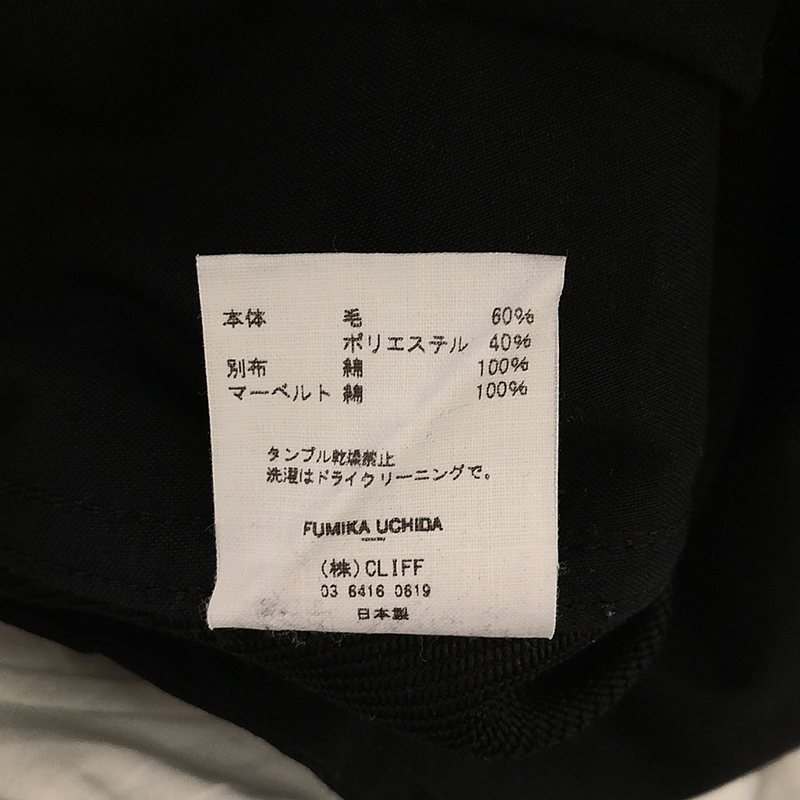 本体 毛 60%
ポリエステル 40%
別布 綿 100%
マーベルト 綿 100%
タンブル乾燥禁止
洗濯はドライクリーニングで。
FUMIKA UCHIDA
(株)CLIFF
03 6416 0619
日本製